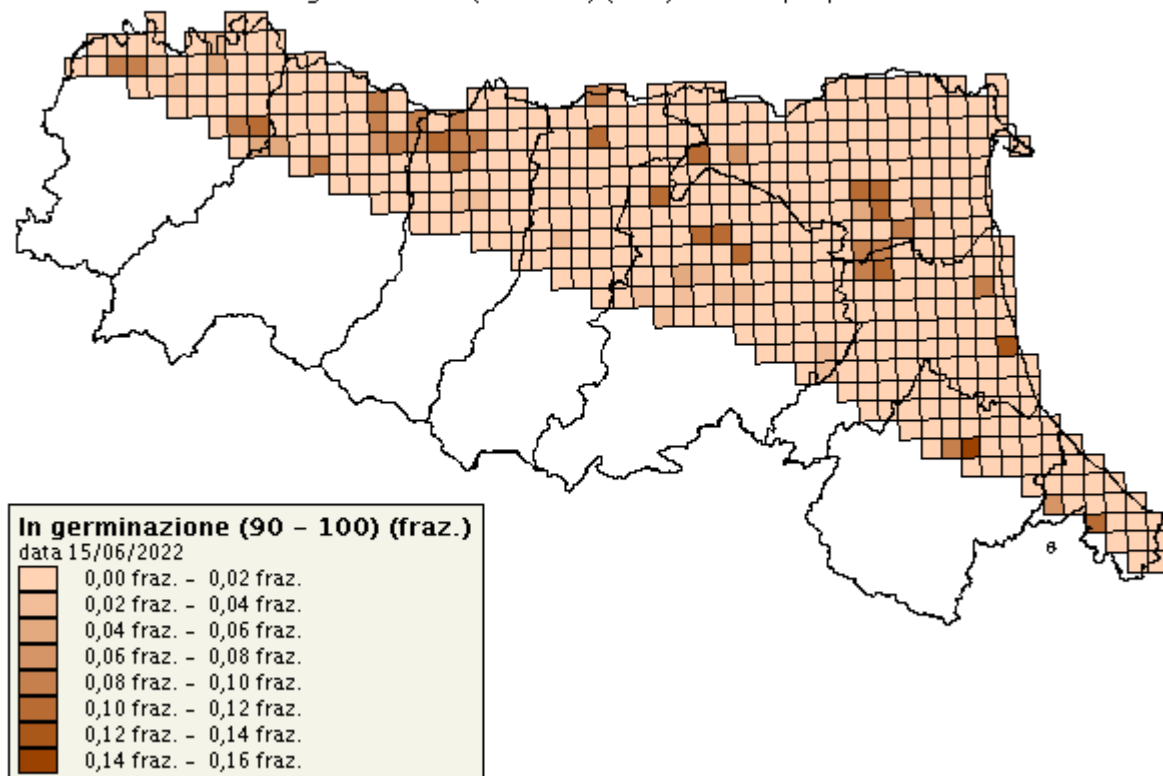 In germinazione (90 – 100) (fraz.)
data 15/06/2022
0,00 fraz. – 0,02 fraz.
0,02 fraz. – 0,04 fraz.
0,04 fraz. – 0,06 fraz.
0,06 fraz. – 0,08 fraz.
0,08 fraz. – 0,10 fraz.
0,10 fraz. – 0,12 fraz.
0,12 fraz. – 0,14 fraz.
0,14 fraz. – 0,16 fraz.